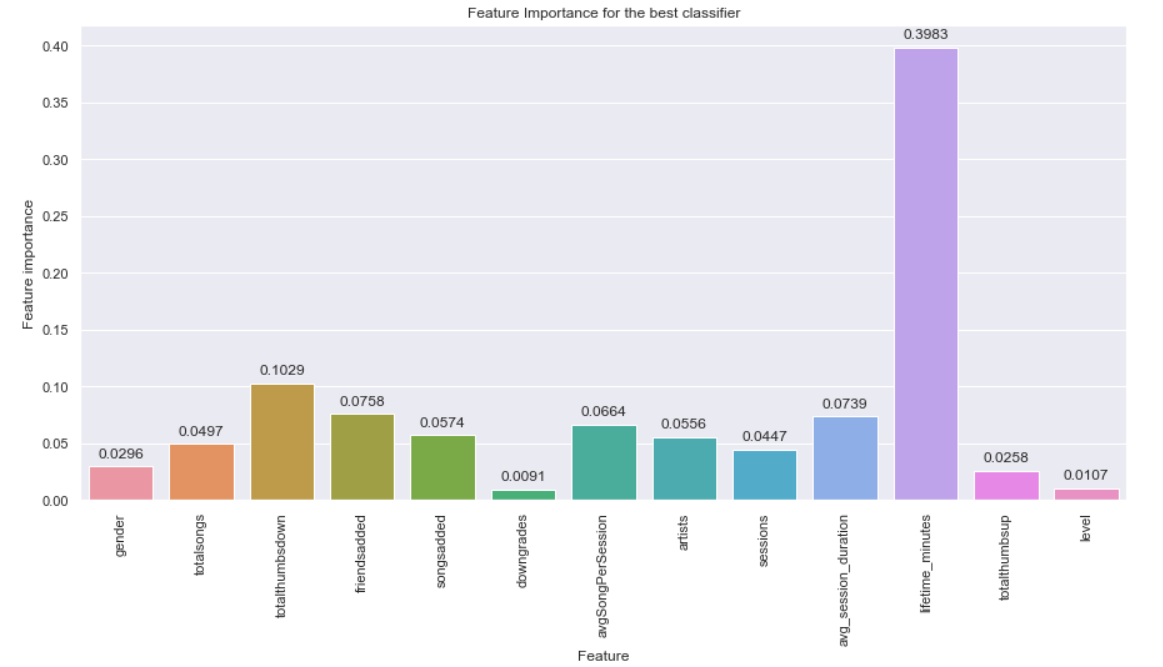 Feature Importance for the best classifier
Feature importance
0.40
0.35
0.30
0.25
0.20
0.15
0.10
0.05
0.00
0.0296
0.0497
0.1029
0.0758
0.0574
0.0091
0.0664
0.0556
0.0447
0.0739
0.3983
0.0258
0.0107
gender
totalsongs
totalthumbsdown
friendsadded
songsadded
downgrades
avgSongPerSession
artists
sessions
avg_session_duration
lifetime_minutes
totalthumbsup
level
Feature